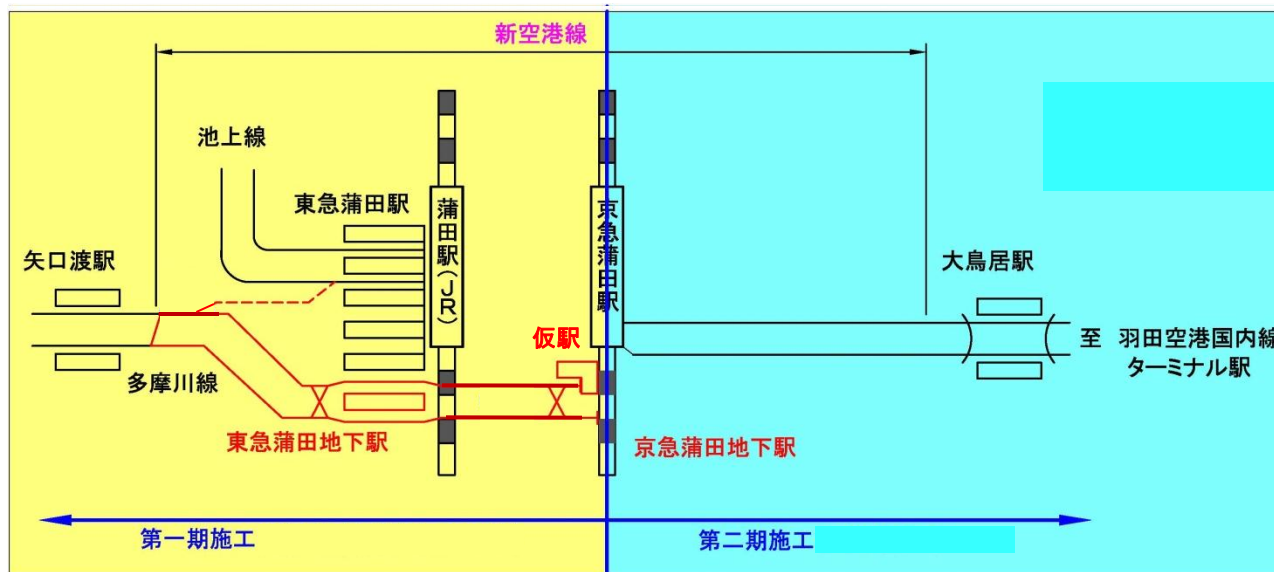 新空港線
池上線
東急蒲田駅
蒲田駅(JR)
京急蒲田駅
矢口渡駅
大鳥居駅
仮駅
至 羽田空港国内線
ターミナル駅
多摩川線
東急蒲田地下駅
京急蒲田地下駅
第一期施工
第二期施工